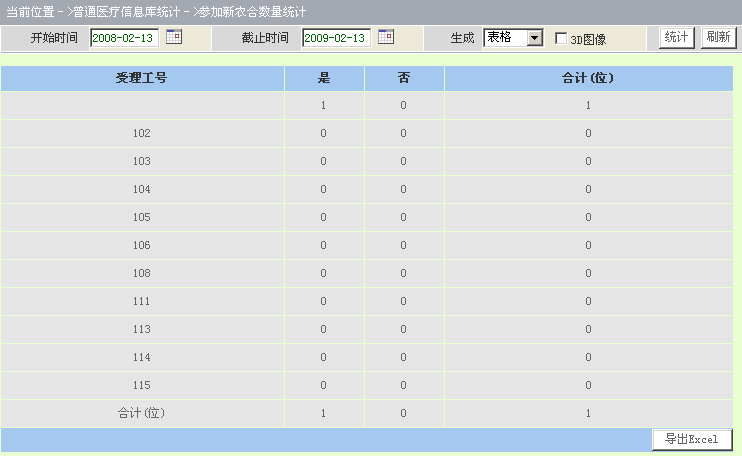 当前位置－>普通医疗信息库统计－>参加新农合数量统计
开始时间 2008-02-13 截止时间 2009-02-13 生成 表格 3D图像 统计 刷新
受理工号 是 否 合计(位)
1 0 1
102 0 0 0
103 0 0 0
104 0 0 0
105 0 0 0
106 0 0 0
108 0 0 0
111 0 0 0
113 0 0 0
114 0 0 0
115 0 0 0
合计(位) 1 0 1
导出Excel